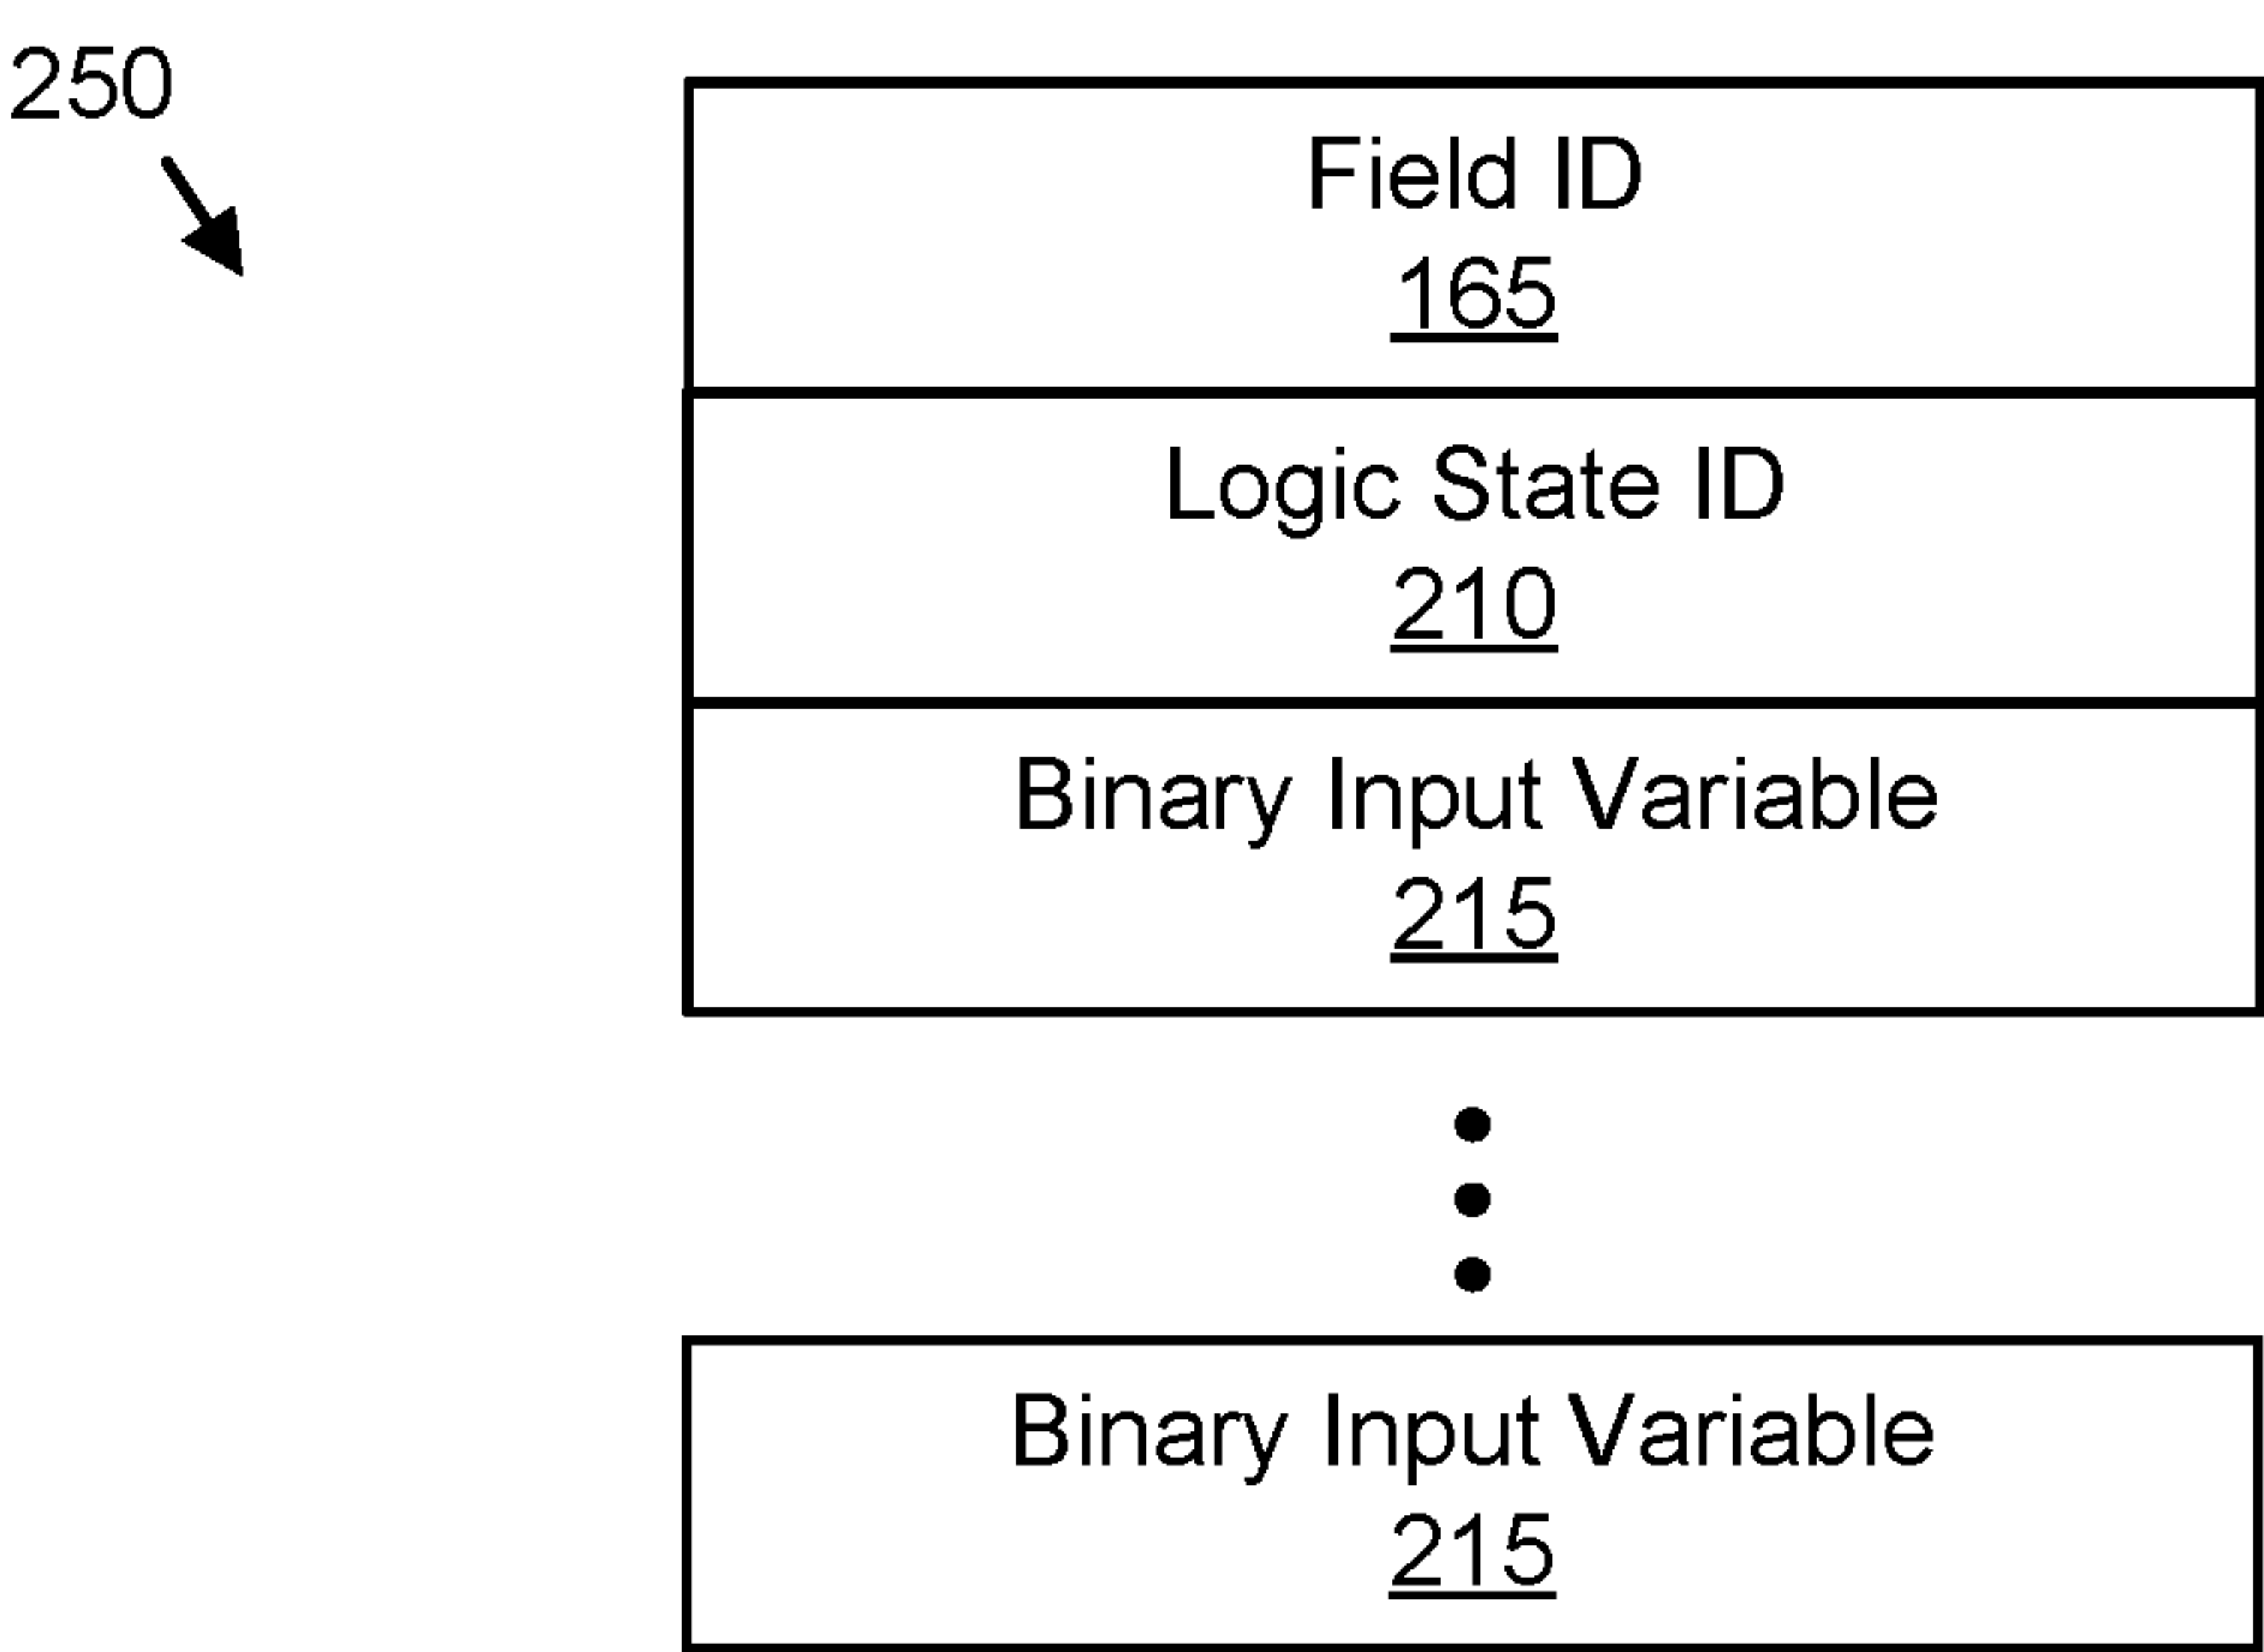 250
Field ID
165
Logic State ID
210
Binary Input Variable
215
Binary Input Variable
215